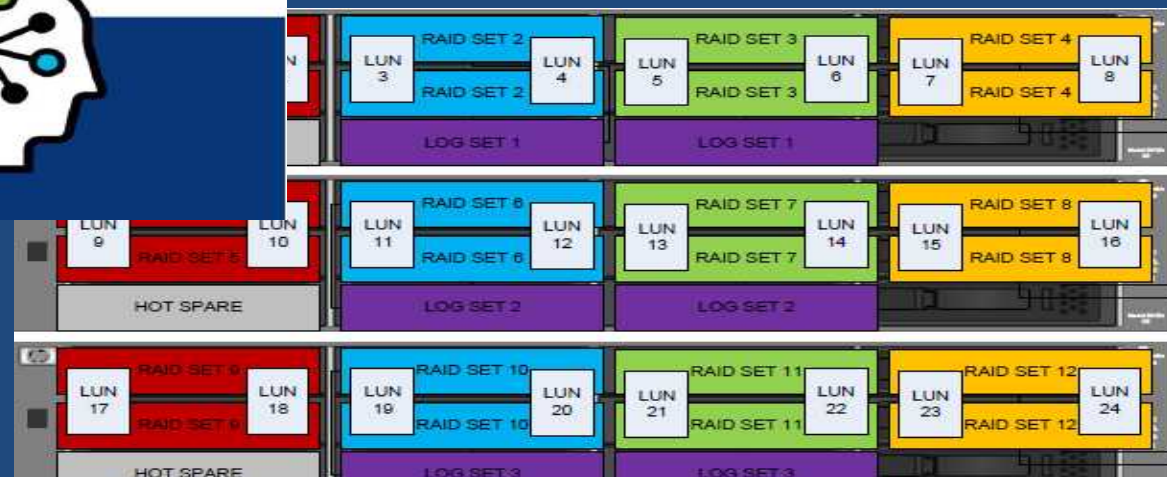 RAID SET 2 RAID SET 3 RAID SET 4
LUN 3 LUN 4 LUN 5 LUN 6 LUN 7 LUN 8
RAID SET 2 RAID SET 3 RAID SET 4
LOG SET 1 LOG SET 1
RAID SET 6 RAID SET 7 RAID SET 8
LUN 9 LUN 10 LUN 11 LUN 12 LUN 13 LUN 14 LUN 15 LUN 16
RAID SET 5 RAID SET 6 RAID SET 7 RAID SET 8
HOT SPARE LOG SET 2 LOG SET 2
RAID SET 9 RAID SET 10 RAID SET 11 RAID SET 12
LUN 17 LUN 18 LUN 19 LUN 20 LUN 21 LUN 22 LUN 23 LUN 24
RAID SET 9 RAID SET 10 RAID SET 11 RAID SET 12
HOT SPARE LOG SET 3 LOG SET 3